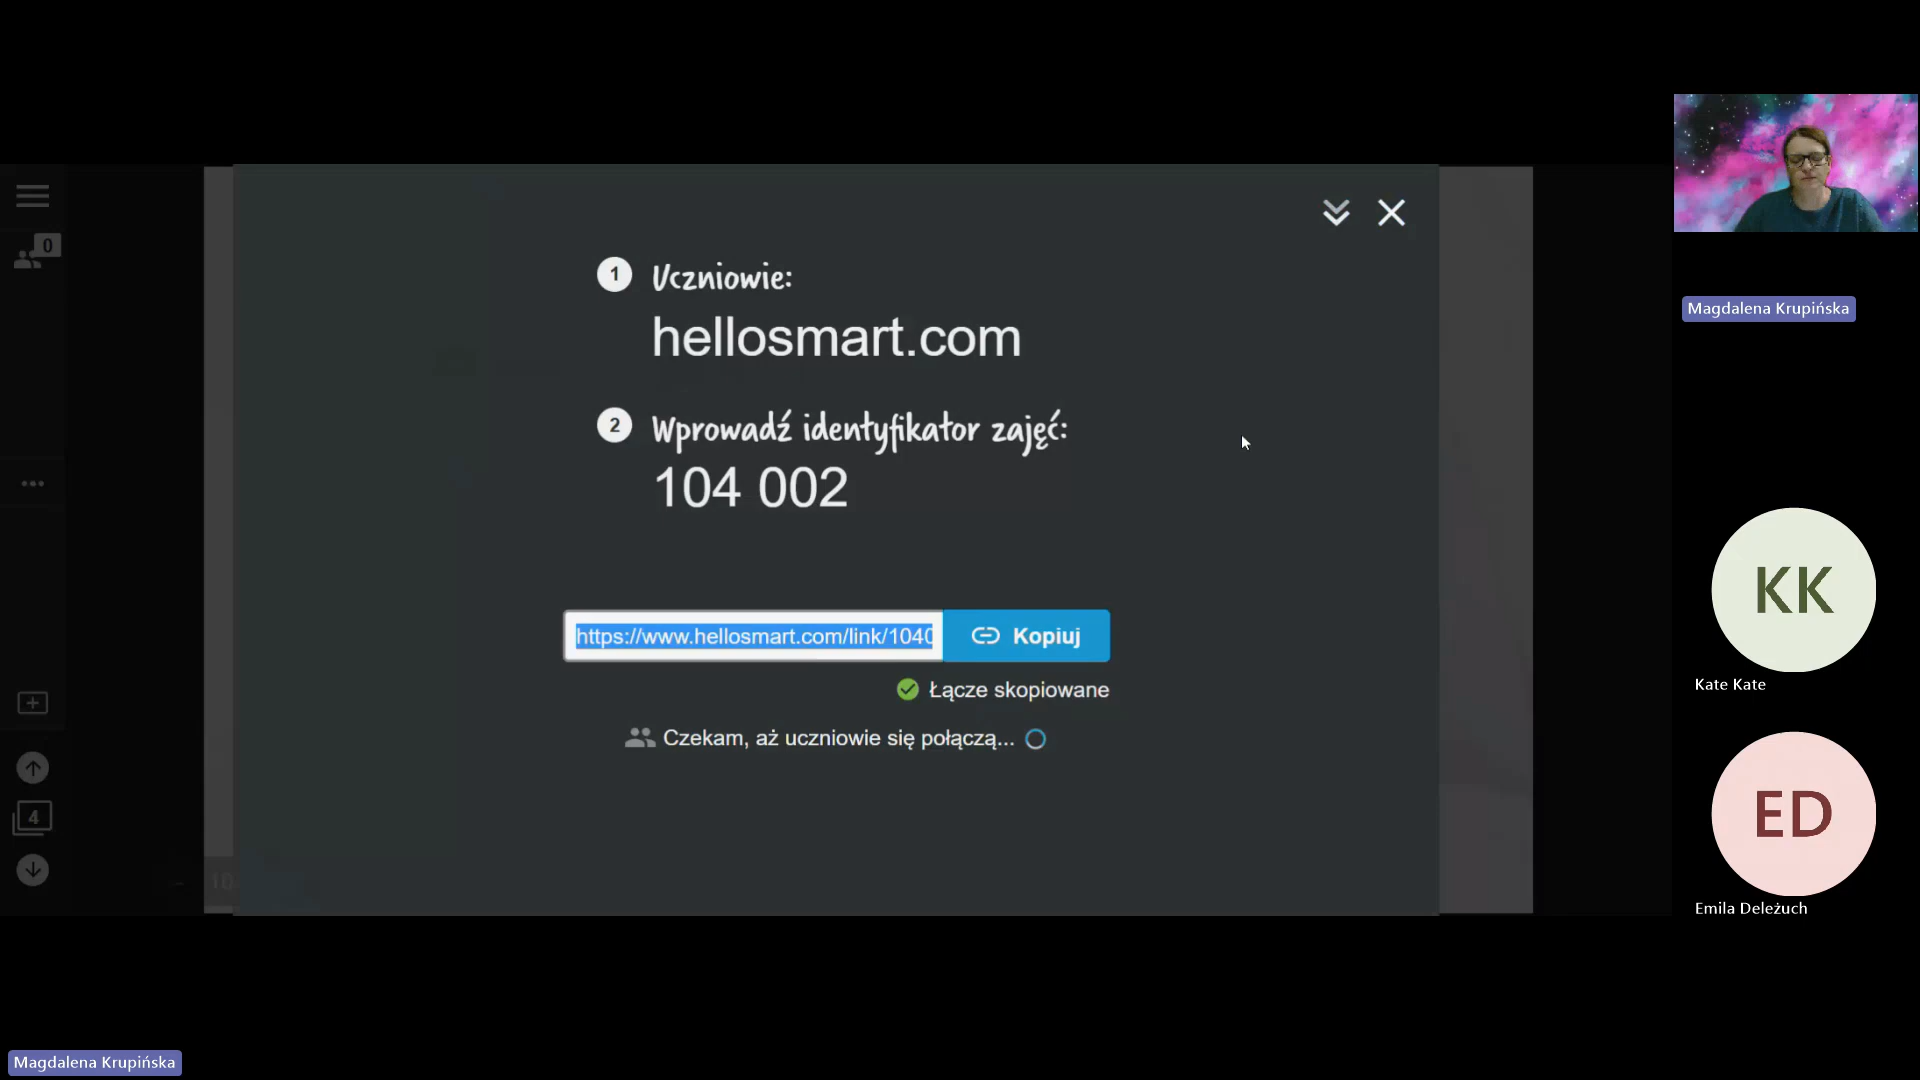 0
1 Uczniowie:
hellosmart.com
2 Wprowadź identyfikator zajęć:
104 002
https://www.hellosmart.com/link/1040
Kopiuj
Łącze skopiowane
Czekam, aż uczniowie się połączą...
4
10
Magdalena Krupińska
KK
Kate Kate
ED
Emila Deleżuch
Magdalena Krupińska